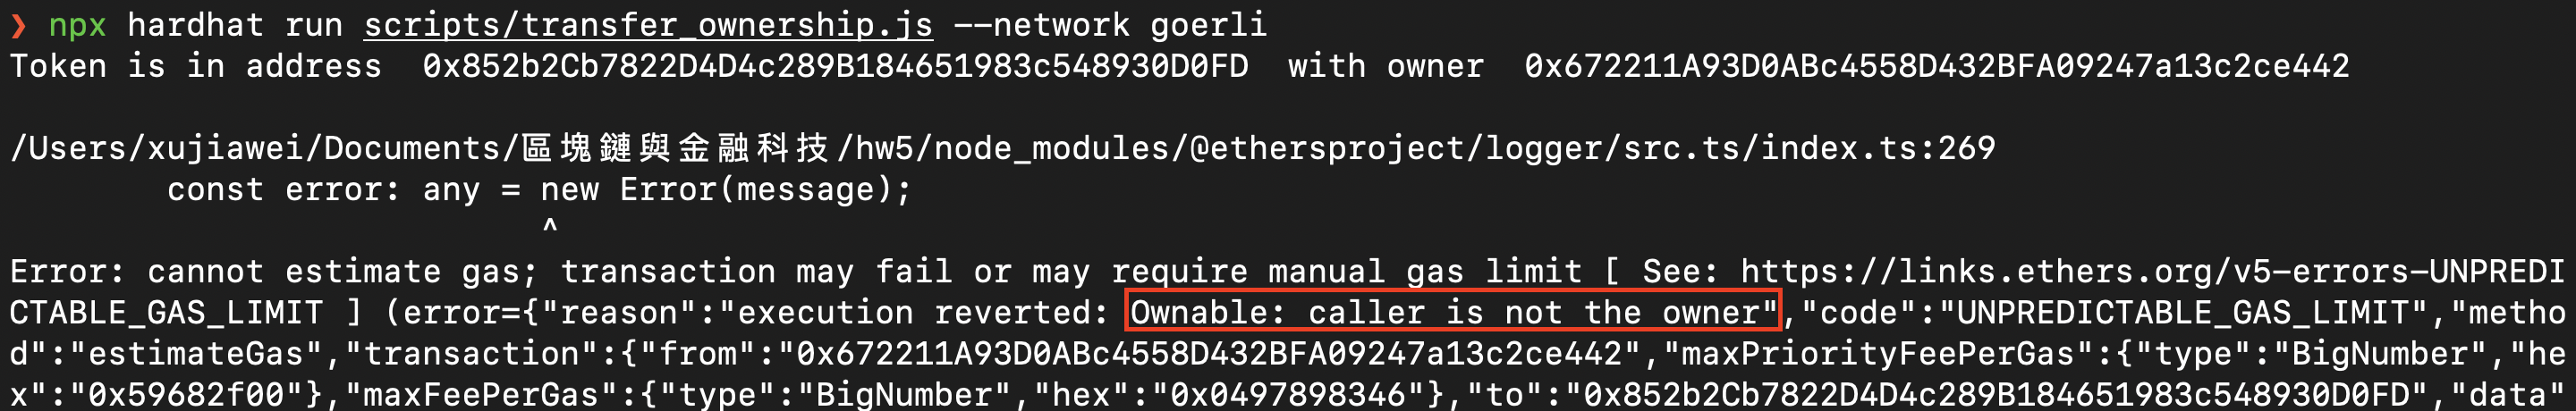 ❯ npx hardhat run scripts/transfer_ownership.js --network goerli
Token is in address  0x852b2Cb7822D4D4c289B184651983c548930D0FD  with owner  0x672211A93D0ABc4558D432BFA09247a13c2ce442
/Users/xujiawei/Documents/區塊鏈與金融科技/hw5/node_modules/@ethersproject/logger/src.ts/index.ts:269
        const error: any = new Error(message);
                           ^
Error: cannot estimate gas; transaction may fail or may require manual gas limit [ See: https://links.ethers.org/v5-errors-UNPREDI
CTABLE_GAS_LIMIT ] (error={"reason":"execution reverted: Ownable: caller is not the owner","code":"UNPREDICTABLE_GAS_LIMIT","metho
d":"estimateGas","transaction":{"from":"0x672211A93D0ABc4558D432BFA09247a13c2ce442","maxPriorityFeePerGas":{"type":"BigNumber","he
x":"0x59682f00"},"maxFeePerGas":{"type":"BigNumber","hex":"0x0497898346"},"to":"0x852b2Cb7822D4D4c289B184651983c548930D0FD","data"